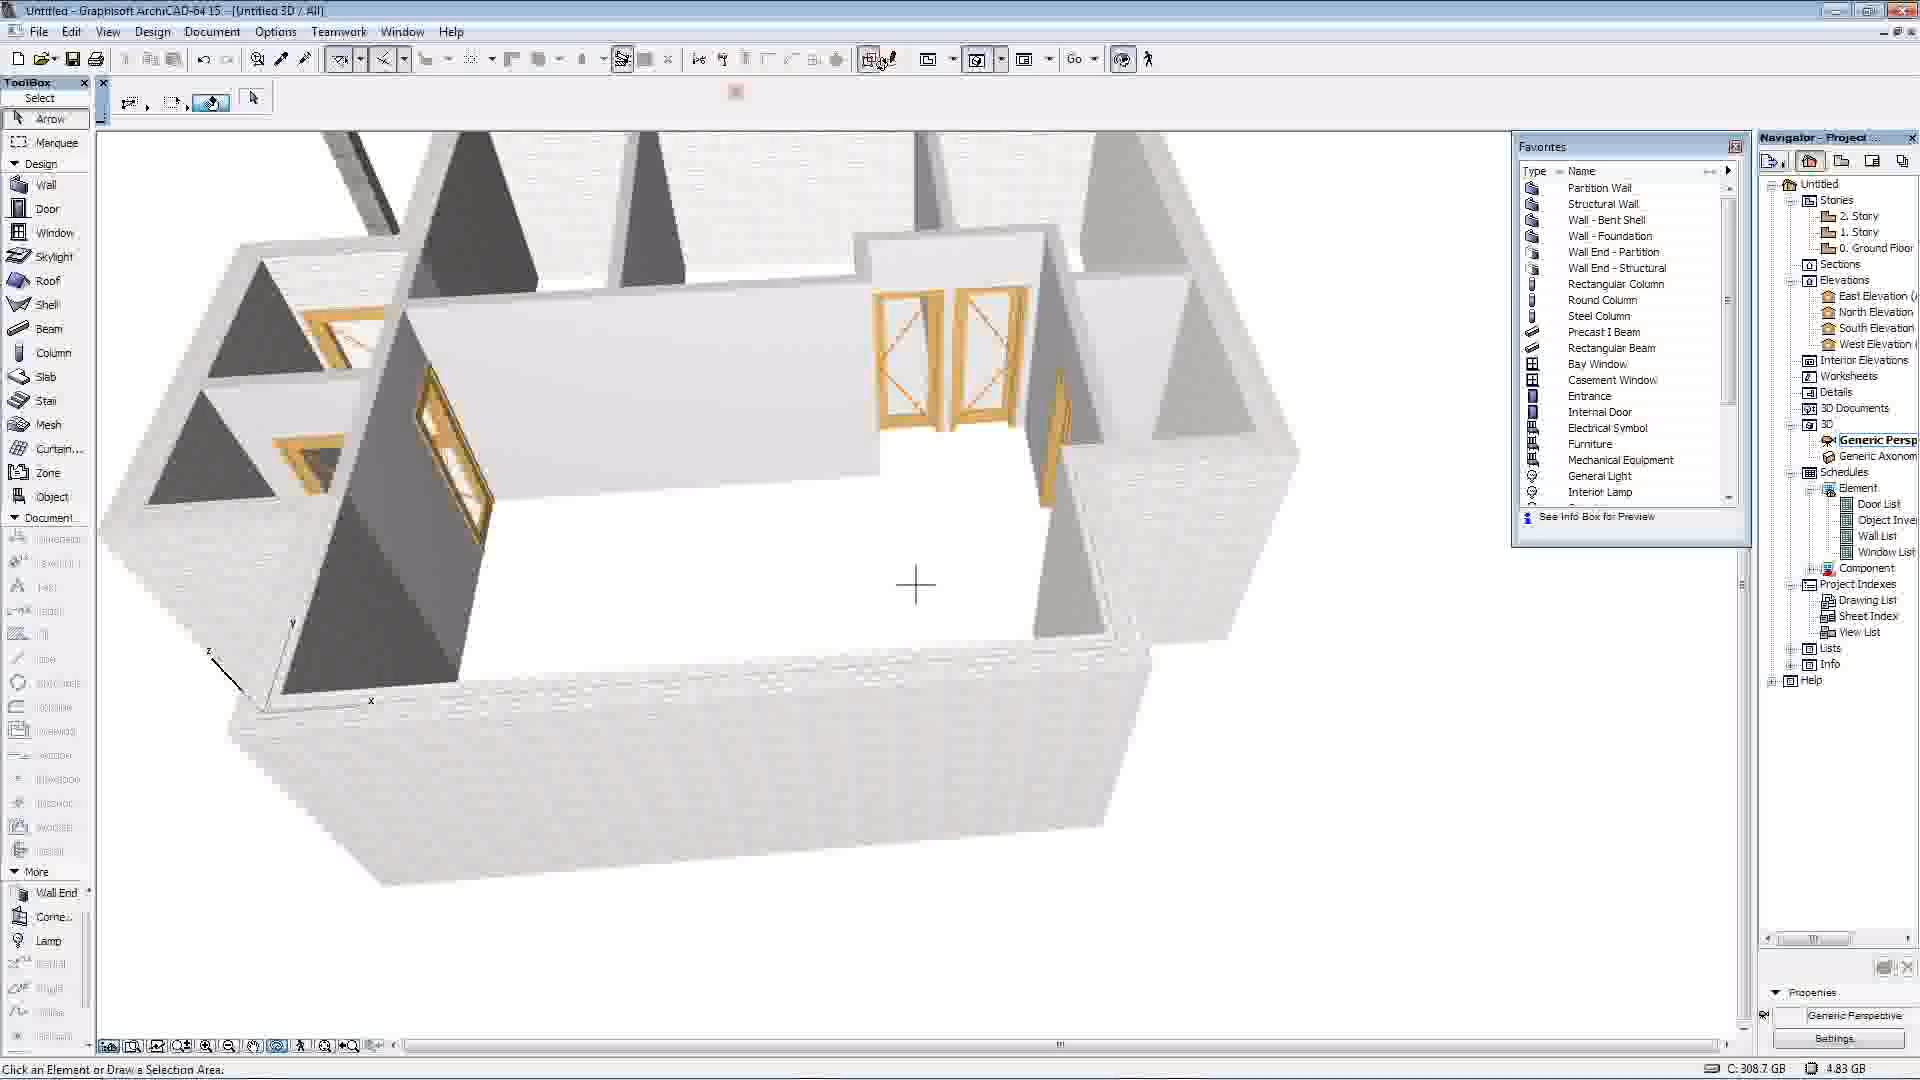 Untitled - Graphisoft ArchiCAD-64 15 - [Untitled 3D / All]
File Edit View Design Document Options Teamwork Window Help
Go
ToolBox
Select
Arrow
Marquee
Design
Wall
Door
Window
Skylight
Roof
Shell
Beam
Column
Slab
Stair
Mesh
Curtain...
Zone
Object
Document
More
Wall End
Corne...
Lamp
z
y
x
Favorites
Type Name
Partition Wall
Structural Wall
Wall - Bent Shell
Wall - Foundation
Wall End - Partition
Wall End - Structural
Rectangular Column
Round Column
Steel Column
Precast I Beam
Rectangular Beam
Bay Window
Casement Window
Entrance
Internal Door
Electrical Symbol
Furniture
Mechanical Equipment
General Light
Interior Lamp
See Info Box for Preview
Navigator - Project ...
Untitled
Stories
2. Story
1. Story
0. Ground Floor
Sections
Elevations
East Elevation (
North Elevation
South Elevation
West Elevation (
Interior Elevations
Worksheets
Details
3D Documents
3D
Generic Persp
Generic Axonom
Schedules
Element
Door List
Object Inve
Wall List
Window List
Component
Project Indexes
Drawing List
Sheet Index
View List
Lists
Info
Help
Properties
Generic Perspective
Settings...
Click an Element or Draw a Selection Area.
C: 308.7 GB
4.83 GB